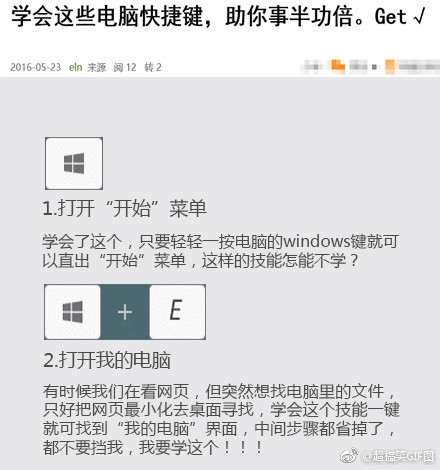 学会这些电脑快捷键，助你事半功倍。Get√
2016-05-23 eln 来源 阅 12 转 2
1.打开“开始”菜单
学会了这个，只要轻轻一按电脑的windows键就可
以直出“开始”菜单，这样的技能怎能不学？
+ E
2.打开我的电脑
有时候我们在看网页，但突然想找电脑里的文件，
只好把网页最小化去桌面寻找，学会这个技能一键
就可找到“我的电脑”界面，中间步骤都省掉了，
都不要挡我，我要学这个！！！
@超搞笑GIF图